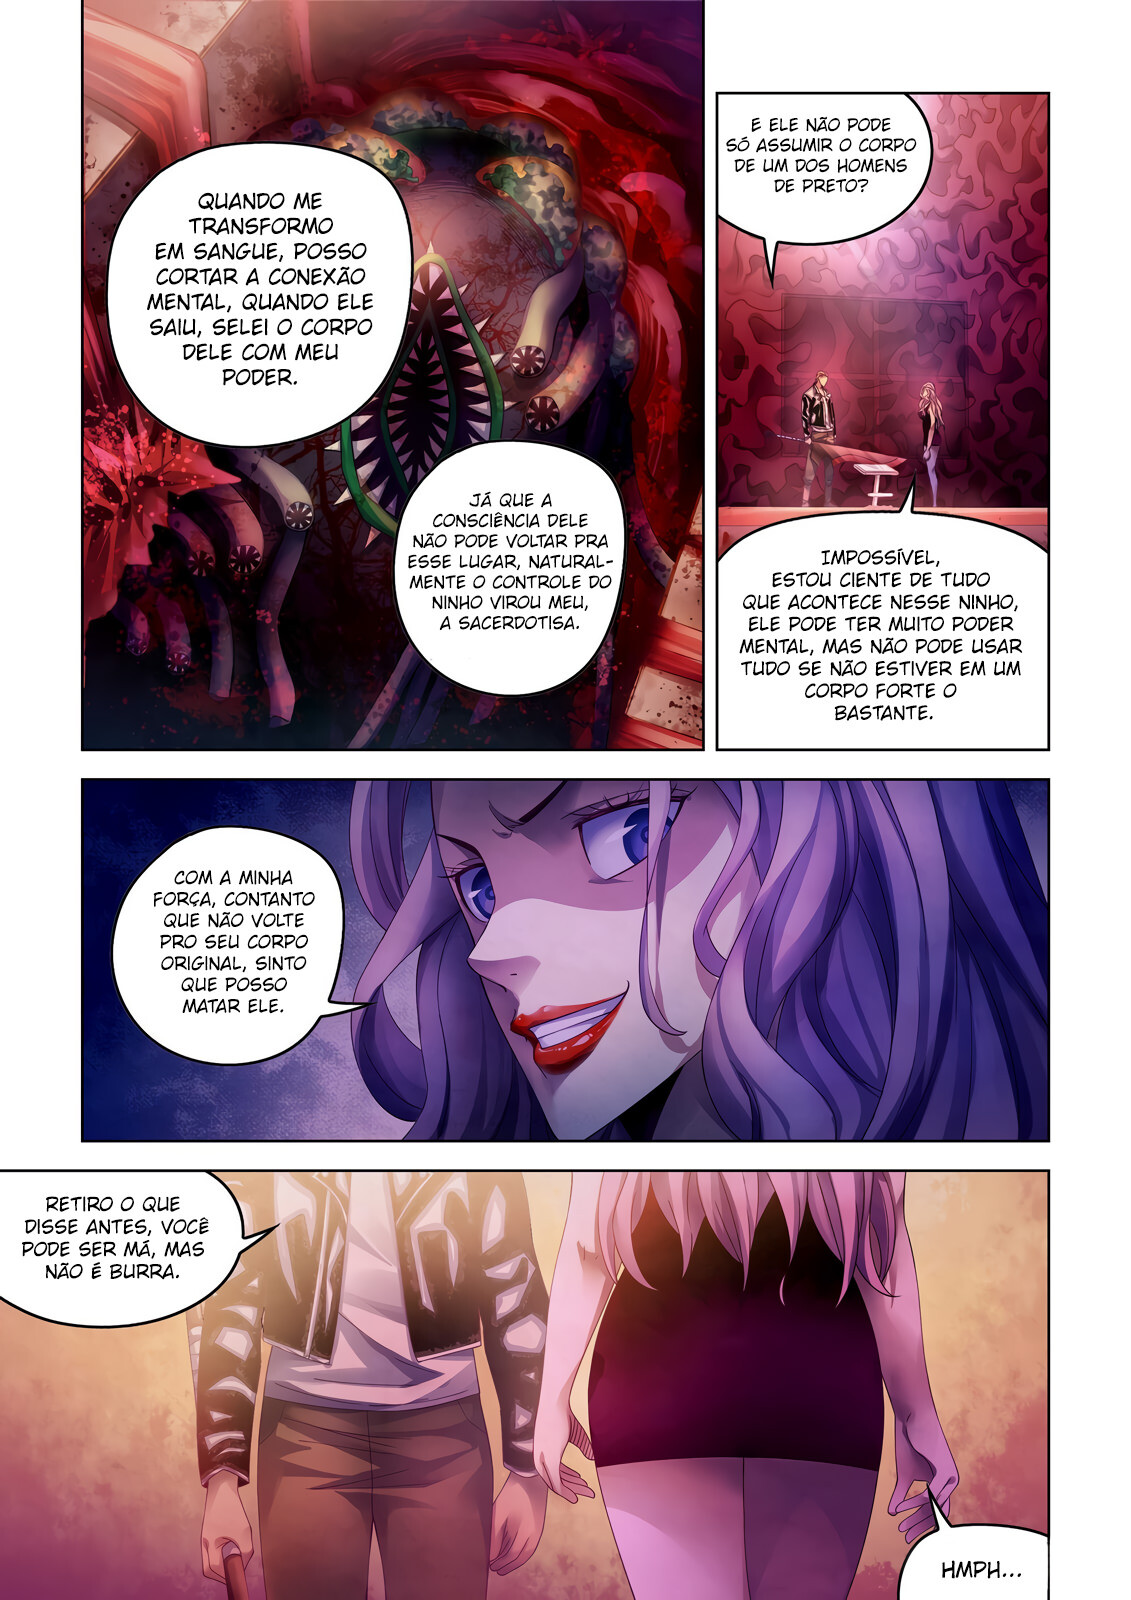 QUANDO ME
TRANSFORMO
EM SANGUE, POSSO
CORTAR A CONEXÃO
MENTAL, QUANDO ELE
SAIU, SELEI O CORPO
DELE COM MEU
PODER.
JÁ QUE A
CONSCIÊNCIA DELE
NÃO PODE VOLTAR PRA
ESSE LUGAR, NATURAL-
MENTE O CONTROLE DO
NINHO VIROU MEU,
A SACERDOTISA.
E ELE NÃO PODE
SÓ ASSUMIR O CORPO
DE UM DOS HOMENS
DE PRETO?
IMPOSSÍVEL,
ESTOU CIENTE DE TUDO
QUE ACONTECE NESSE NINHO,
ELE PODE TER MUITO PODER
MENTAL, MAS NÃO PODE USAR
TUDO SE NÃO ESTIVER EM UM
CORPO FORTE O
BASTANTE.
COM A MINHA
FORÇA, CONTANTO
QUE NÃO VOLTE
PRO SEU CORPO
ORIGINAL, SINTO
QUE POSSO
MATAR ELE.
RETIRO O QUE
DISSE ANTES, VOCÊ
PODE SER MÁ, MAS
NÃO É BURRA.
HMPH...